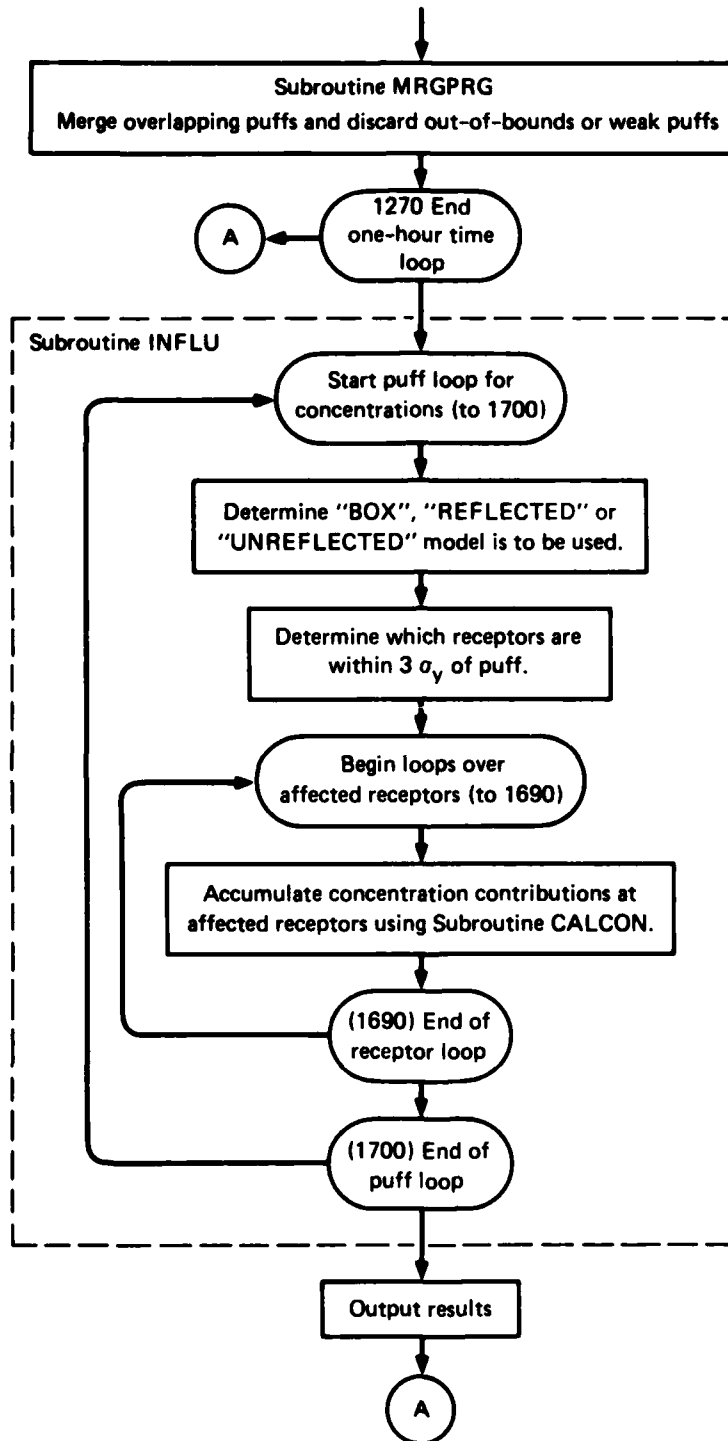 Subroutine MRGPRG
Merge overlapping puffs and discard out-of-bounds or weak puffs
1270 End
one-hour time
loop
A
Subroutine INFLU
Start puff loop for
concentrations (to 1700)
Determine "BOX", "REFLECTED" or
"UNREFLECTED" model is to be used.
Determine which receptors are
within 3 σy of puff.
Begin loops over
affected receptors (to 1690)
Accumulate concentration contributions at
affected receptors using Subroutine CALCON.
(1690) End of
receptor loop
(1700) End of
puff loop
Output results
A